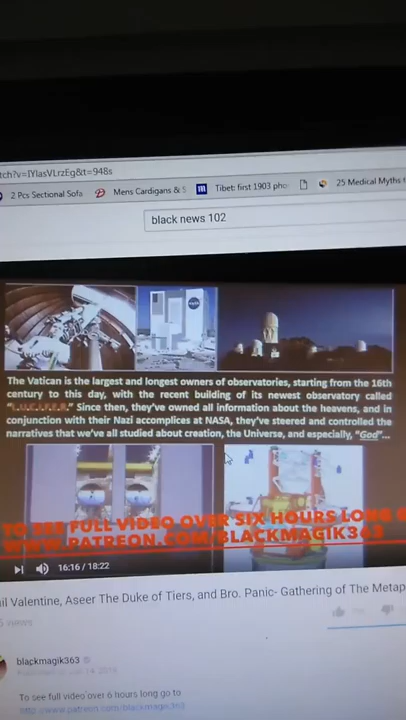 tch?v=IYlasVLrzEg&t=948s
2 Pcs Sectional Sofa
Mens Cardigans & S
Tibet: first 1903 pho
25 Medical Myths
black news 102
The Vatican is the largest and longest owners of observatories, starting from the 16th
century to this day, with the recent building of its newest observatory called
"L.U.C.I.F.E.R." Since then, they've owned all information about the heavens, and in
conjunction with their Nazi accomplices at NASA, they've steered and controlled the
narratives that we've all studied about creation, the Universe, and especially, "God"...
TO SEE FULL VIDEO OVER SIX HOURS LONG
WWW.PATREON.COM/BLACKMAGIK363
16:16 / 18:22
il Valentine, Aseer The Duke of Tiers, and Bro. Panic- Gathering of The Metap
views
blackmagik363
To see full video over 6 hours long go to
http://www.patreon.com/blackmagik363